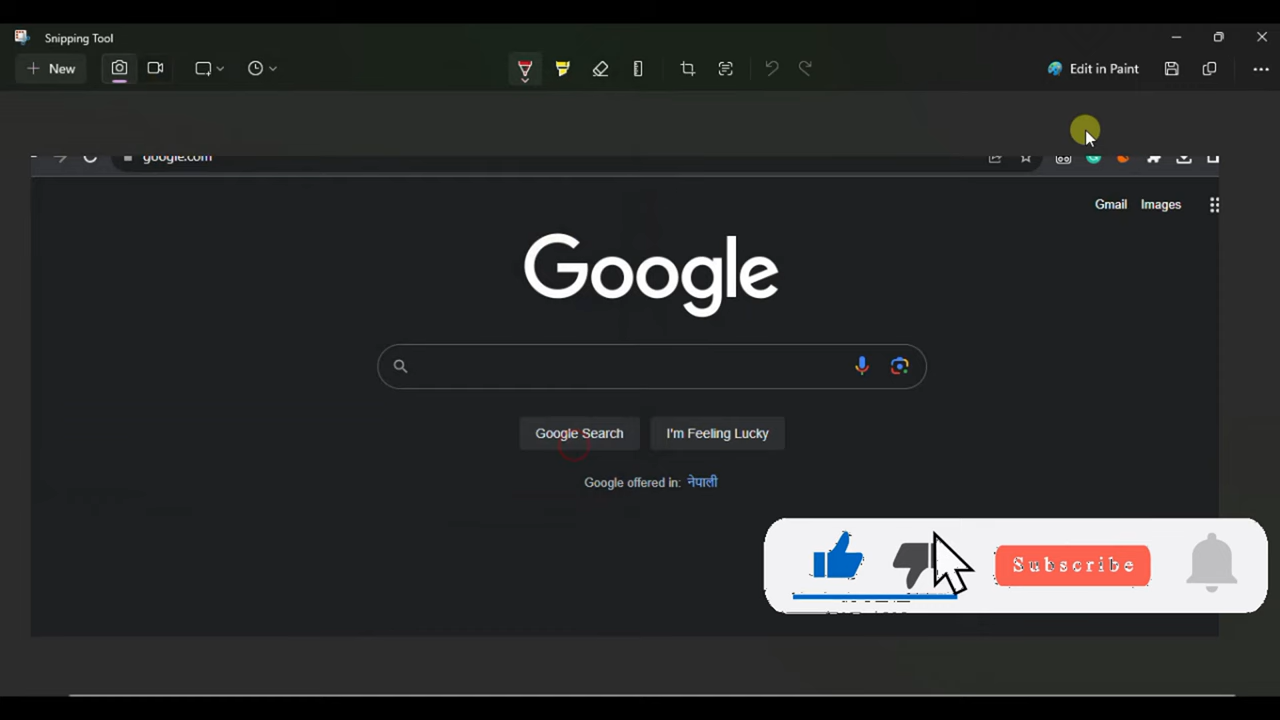 Snipping Tool
New
Edit in Paint
google.com
Gmail Images
Google
Google Search I'm Feeling Lucky
Google offered in: नेपाली
Subscribe